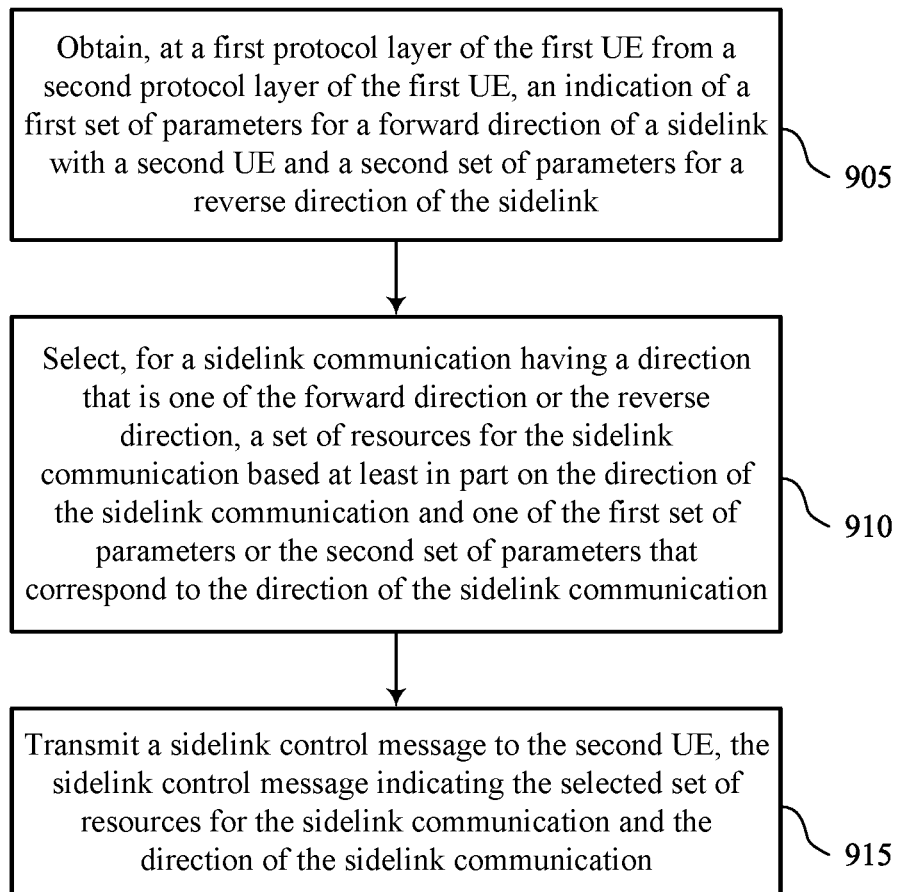 Obtain, at a first protocol layer of the first UE from a
second protocol layer of the first UE, an indication of a
first set of parameters for a forward direction of a sidelink
with a second UE and a second set of parameters for a
reverse direction of the sidelink
905
Select, for a sidelink communication having a direction
that is one of the forward direction or the reverse
direction, a set of resources for the sidelink
communication based at least in part on the direction of
the sidelink communication and one of the first set of
parameters or the second set of parameters that
correspond to the direction of the sidelink communication
910
Transmit a sidelink control message to the second UE, the
sidelink control message indicating the selected set of
resources for the sidelink communication and the
direction of the sidelink communication
915